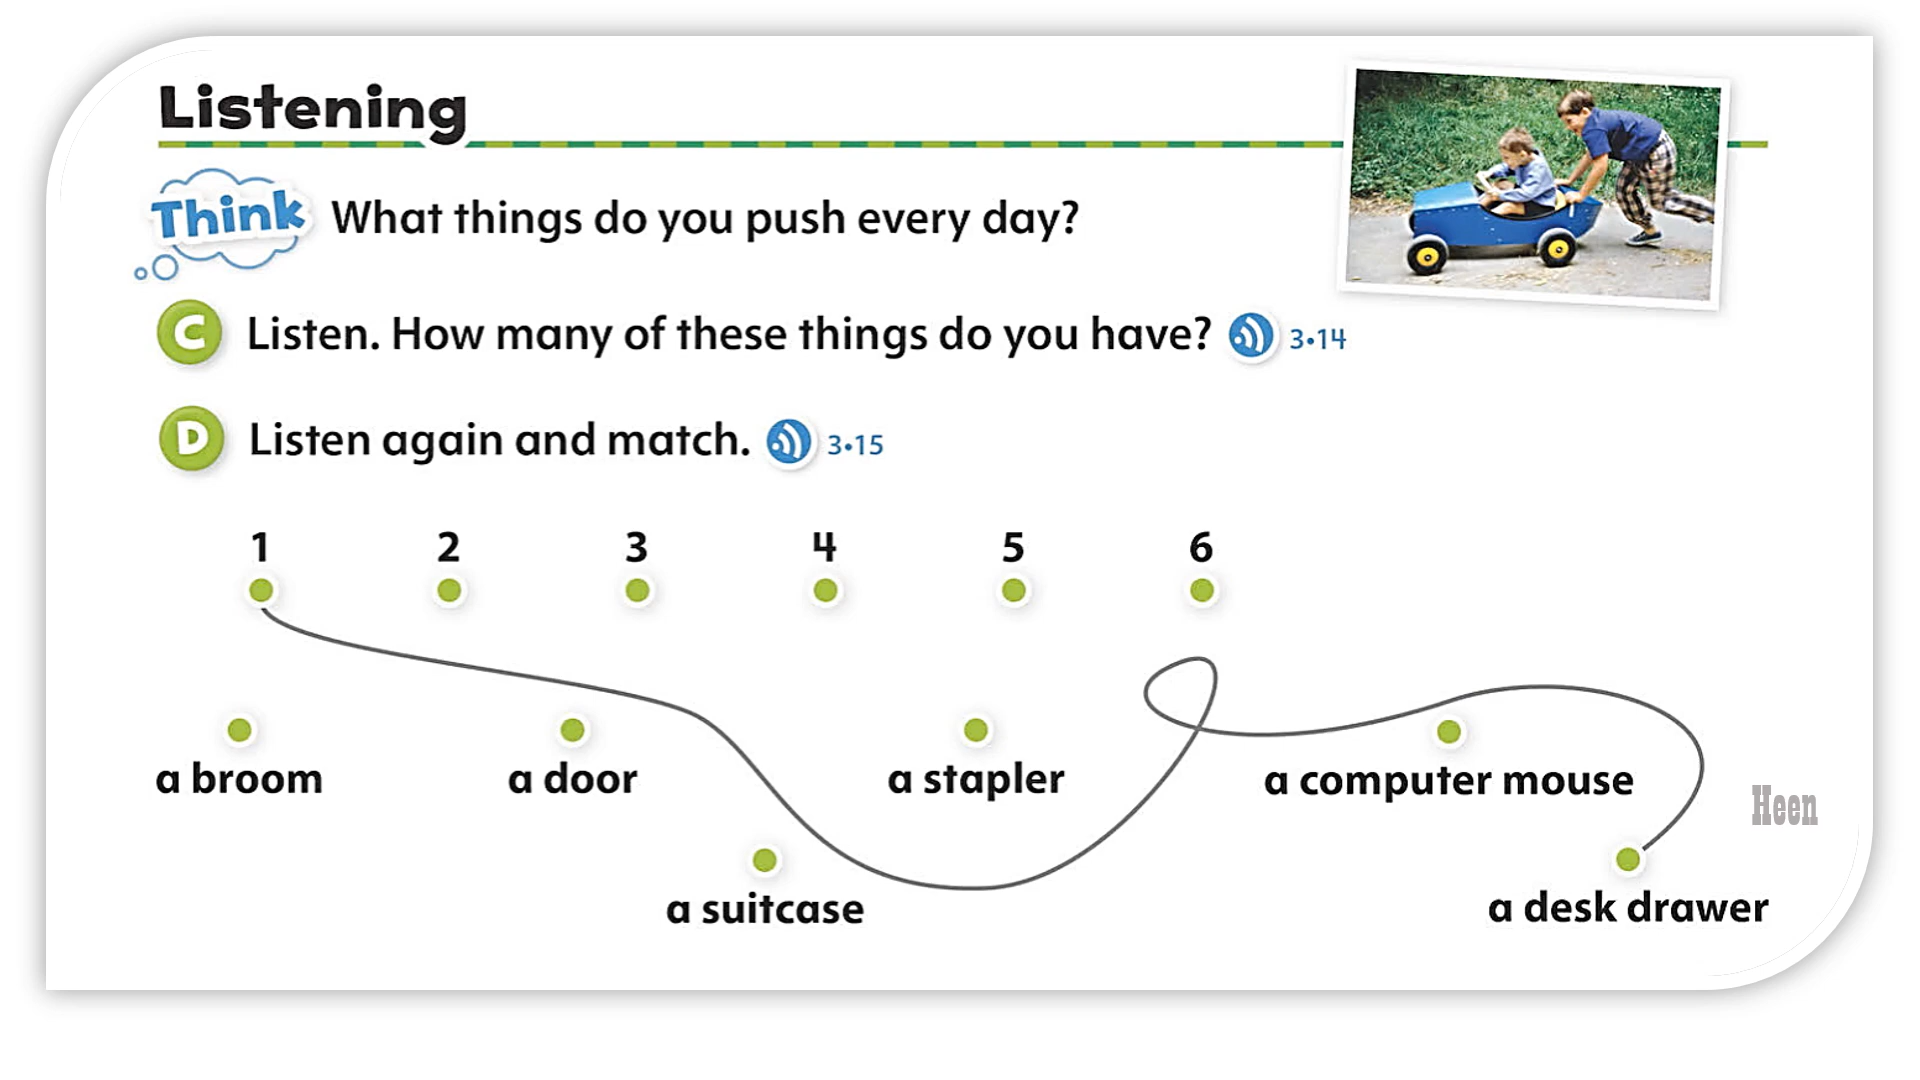 Listening
Think What things do you push every day?
C Listen. How many of these things do you have? 3•14
D Listen again and match. 3•15
1 2 3 4 5 6
a broom a door a stapler a computer mouse
Heen
a suitcase a desk drawer